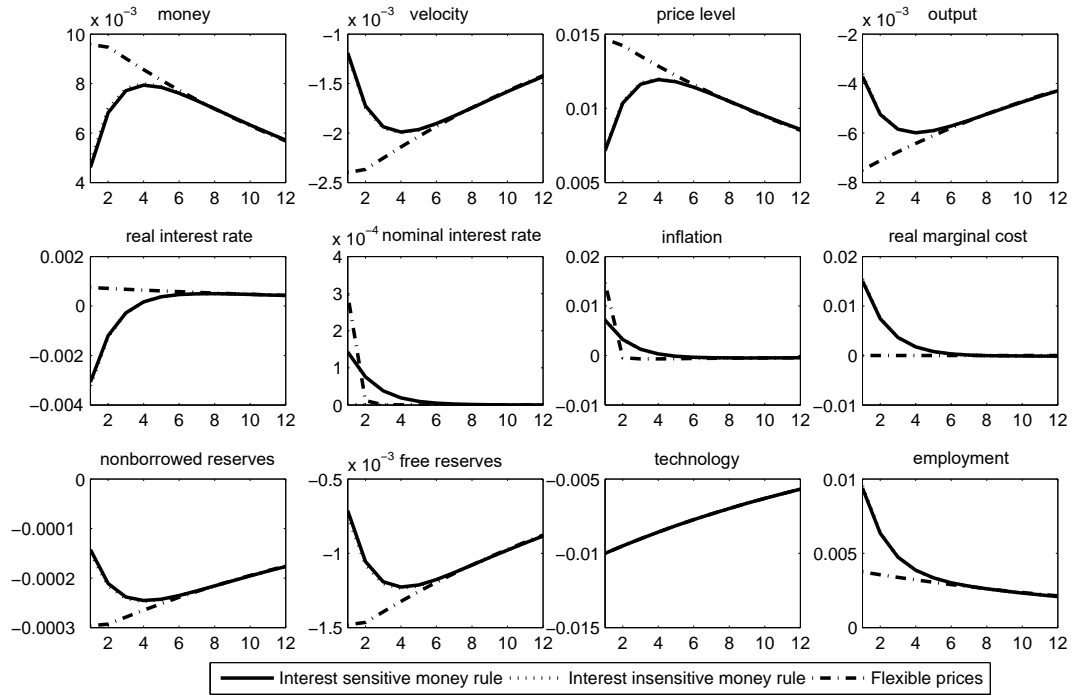 x 10⁻³ money
10
8
6
4
2 4 6 8 10 12
x 10⁻³ velocity
−1
−1.5
−2
−2.5
2 4 6 8 10 12
price level
0.015
0.01
0.005
2 4 6 8 10 12
x 10⁻³ output
−2
−4
−6
−8
2 4 6 8 10 12
real interest rate
0.002
0
−0.002
−0.004
2 4 6 8 10 12
x 10⁻⁴ nominal interest rate
4
3
2
1
0
2 4 6 8 10 12
inflation
0.02
0.01
0
−0.01
2 4 6 8 10 12
real marginal cost
0.02
0.01
0
−0.01
2 4 6 8 10 12
nonborrowed reserves
0
−0.0001
−0.0002
−0.0003
2 4 6 8 10 12
x 10⁻³ free reserves
−0.5
−1
−1.5
2 4 6 8 10 12
technology
−0.005
−0.01
−0.015
2 4 6 8 10 12
employment
0.01
0.005
0
2 4 6 8 10 12
Interest sensitive money rule Interest insensitive money rule Flexible prices